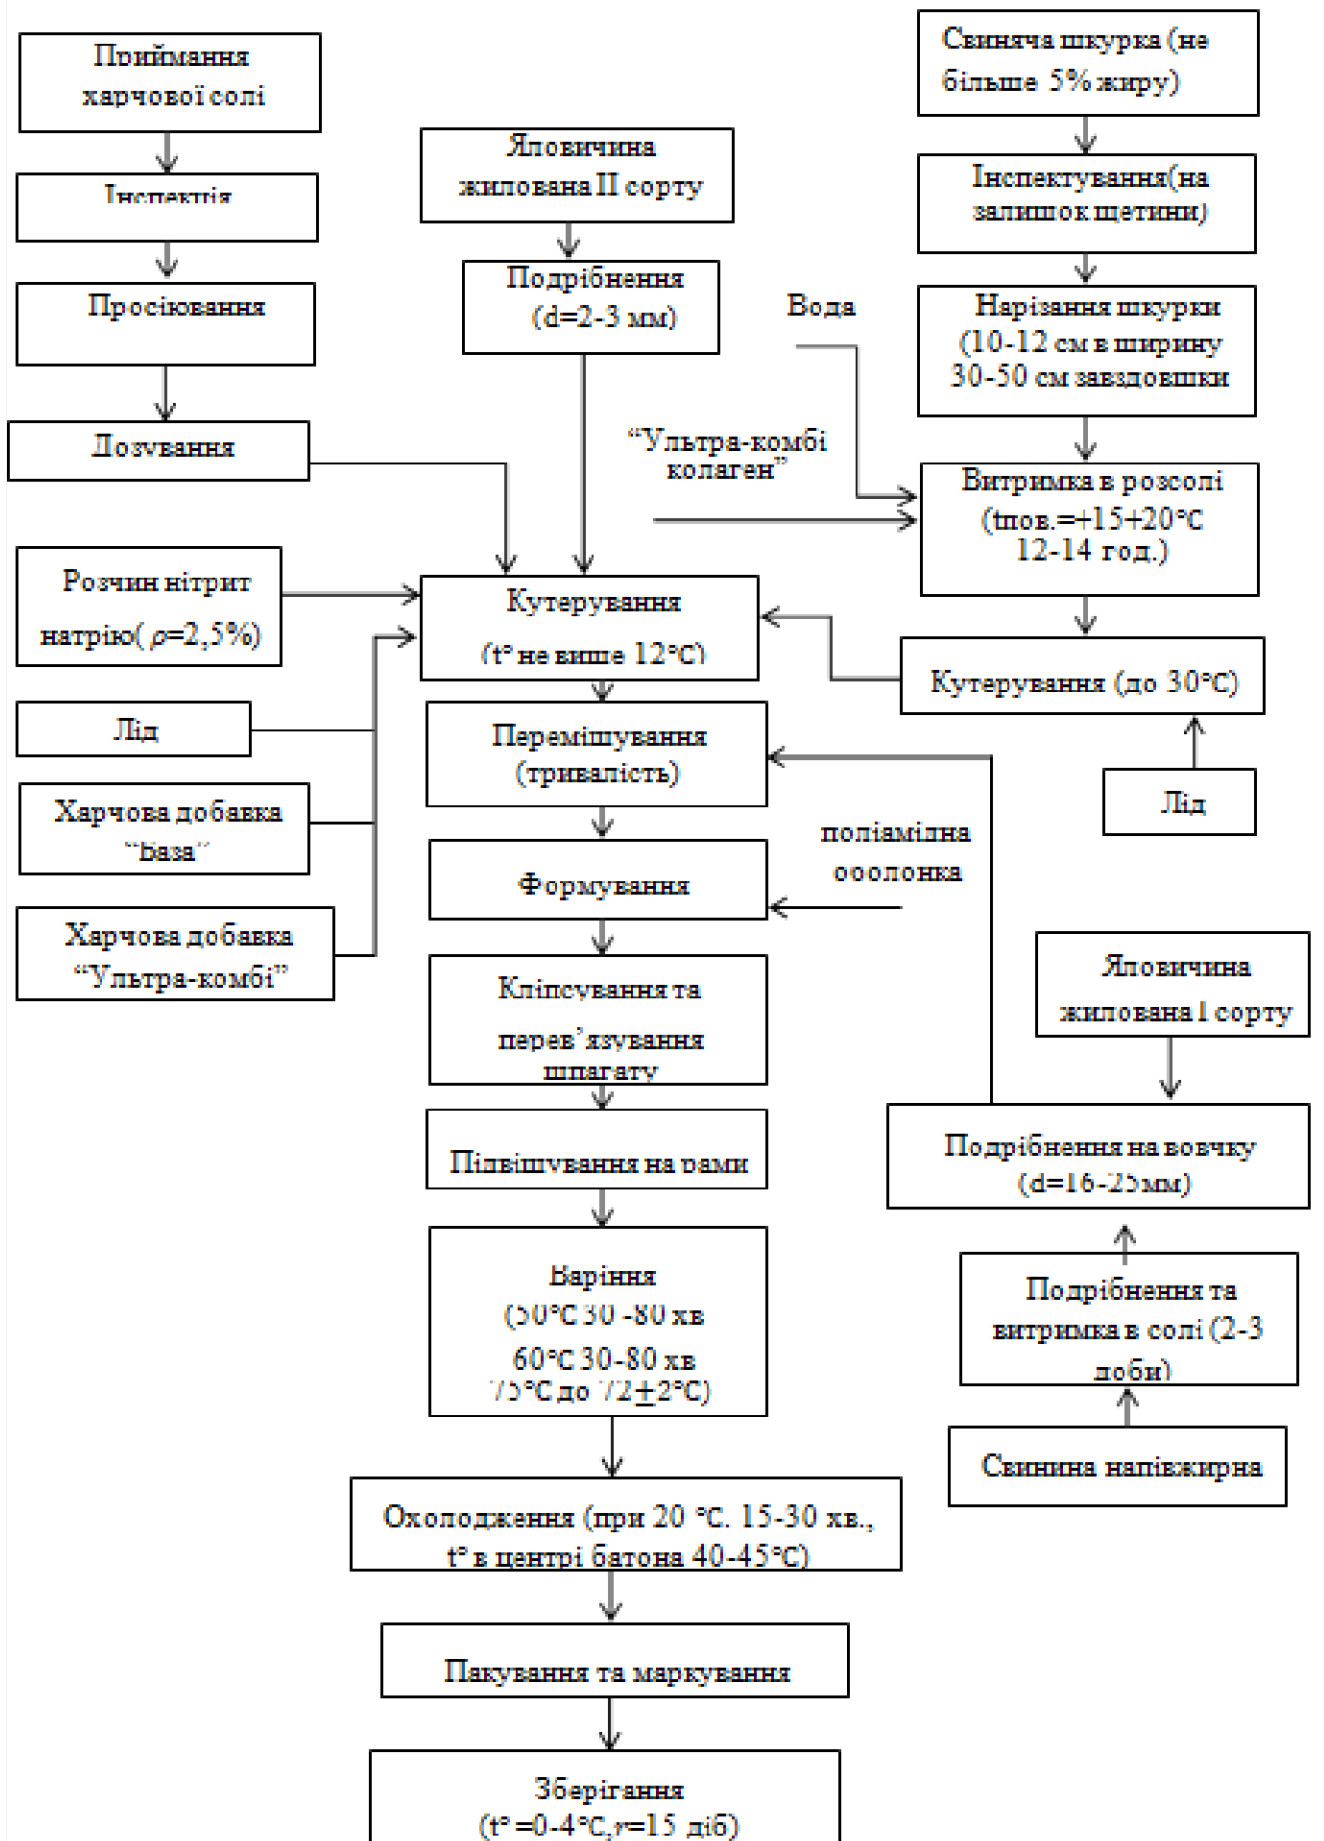 Приймання
харчової солі
Інспекція
Просіювання
Дозування
Розчин нітрит
натрію( ρ=2,5%)
Лід
Харчова добавка
“База”
Харчова добавка
“Ультра-комбі”
Яловичина
жилована II сорту
Подрібнення
(d=2-3 мм)
Кутерування
(t° не вище 12°С)
Перемішування
(тривалість)
Формування
Кліпсування та
перев’язування
шпагату
Підвішування на рами
Варіння
(50°С 30 -80 хв
60°С 30-80 хв
75°С до 72±2°С)
Охолодження (при 20 °С. 15-30 хв.,
t° в центрі батона 40-45°С)
Пакування та маркування
Зберігання
(t° =0-4°С,r=15 діб)
Вода
“Ультра-комбі
колаген”
поліамідна
оболонка
Свиняча шкурка (не
більше 5% жиру)
Інспектування(на
залишок щетини)
Нарізання шкурки
(10-12 см в ширину
30-50 см завздовшки
Витримка в розсолі
(tпов.=+15+20°С
12-14 год.)
Кутерування (до 30°С)
Лід
Яловичина
жилована I сорту
Подрібнення на вовчку
(d=16-25мм)
Подрібнення та
витримка в солі (2-3
доби)
Свинина напівжирна